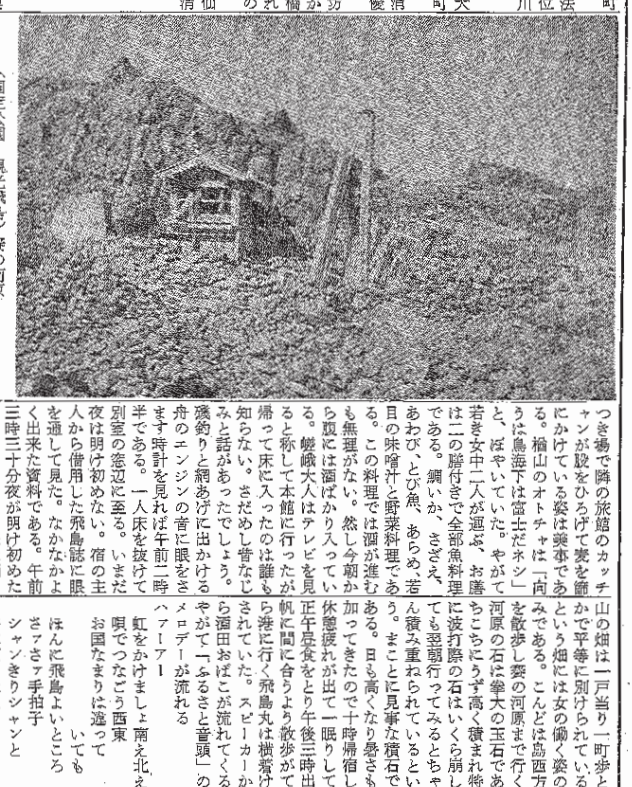 つき場で隣の旅館のカッチ
ャンが股をひろげて麦を篩
にかけている姿は美事であ
る。楯山のオトチャは「向
うは鳥海下は富士だネシ」
と、ぼやいていた。やがて
若き女中二人が運ぶ、お膳
は二の膳付きで全部魚料理
である。鯛いか、さざえ、
あわび、とび魚、あらめ、若
目の味噌汁と野菜料理であ
る。この料理では酒が進む
も無理がない。然し今朝か
ら腹には酒ばかり入ってい
る。嵯峨大人はテレビを見
ると称して本館に行ったが
帰って床に入ったのは誰も
知らない。さだめし昔なじ
みと話があったでしょう。
磯釣りと網あげに出かける
舟のエンジンの音に眼をさ
ます時計を見れば午前二時
半である。一人床を抜けて
別室の窓辺に至る。いまだ
夜は明け初めない。宿の主
人から借用した飛島誌に眼
を通して見た。なかなかよ
く出来た資料である。午前
三時三十分夜が明け初めた
山の畑は一戸当り一町歩と
かで平等に別けられている
という畑には女の働く姿の
みである。こんどは島西方
を散歩し賽の河原まで行く
河原の石は拳大の玉石であ
ちこちにうず高く積まれ特
に波打際の石はいくら崩し
ても翌朝行ってみるとちゃ
ん積み重ねられているとい
う。まことに見事な積石で
ある。日も高くなり暑さも
加ってきたので十時帰宿し
休憩疲れが出て一眠りして
正午昼食をとり午後三時出
帆に間に合うよう散歩がて
ら港に行く飛島丸は横着け
されていた。スピーカーか
ら酒田おばこが流れてくる
やがて「ふるさと音頭」の
メロデーが流れる
ハァーアー
虹をかけましょ南え北え
唄でつなごう西東
お国なまりは違って
いても
ほんに飛島よいところ
サァサァ手拍子
シャンきりシャンと